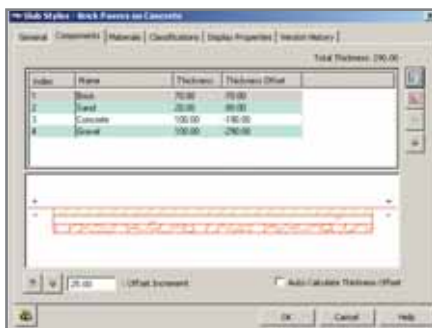 Slab Styles - Brick Pavers on Concrete
General Components Materials Classifications Display Properties Version History
Total Thickness: 290.00
Index Name Thickness Thickness Offset
1 Brick 70.00 -70.00
2 Sand 20.00 -90.00
3 Concrete 100.00 -190.00
4 Gravel 100.00 -290.00
25.00 Offset Increment Auto Calculate Thickness Offset
OK Cancel Help